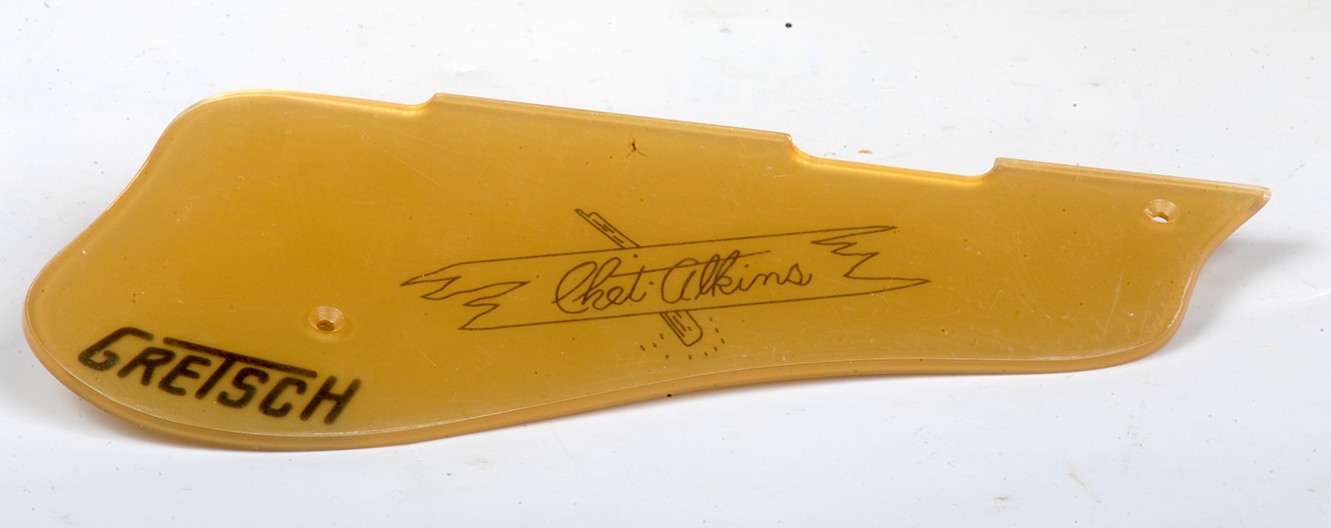 Chet Atkins
GRETSCH